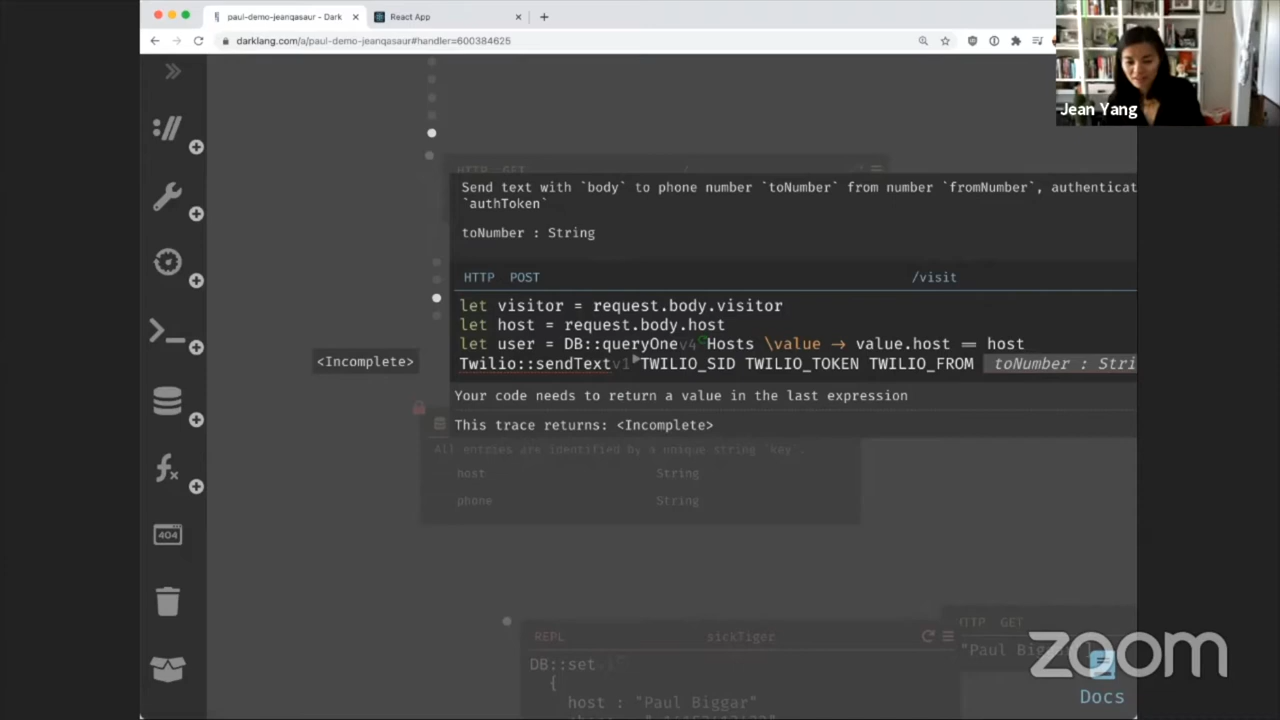 paul-demo-jeanqasaur - Dark
React App
darklang.com/a/paul-demo-jeanqasaur#handler=600384625
Jean Yang
HTTP GET /
Send text with `body` to phone number `toNumber` from number `fromNumber`, authenticat
`authToken`
toNumber : String
HTTP POST /visit
let visitor = request.body.visitor
let host = request.body.host
let user = DB::queryOnev4 Hosts \value → value.host == host
Twilio::sendTextv1 TWILIO_SID TWILIO_TOKEN TWILIO_FROM toNumber : Stri
<Incomplete>
Your code needs to return a value in the last expression
This trace returns: <Incomplete>
All entries are identified by a unique string `key`.
host String
phone String
404
REPL sickTiger
DB::set
{
host : "Paul Biggar"
HTTP GET
"Paul Biggar"
zoom
Docs